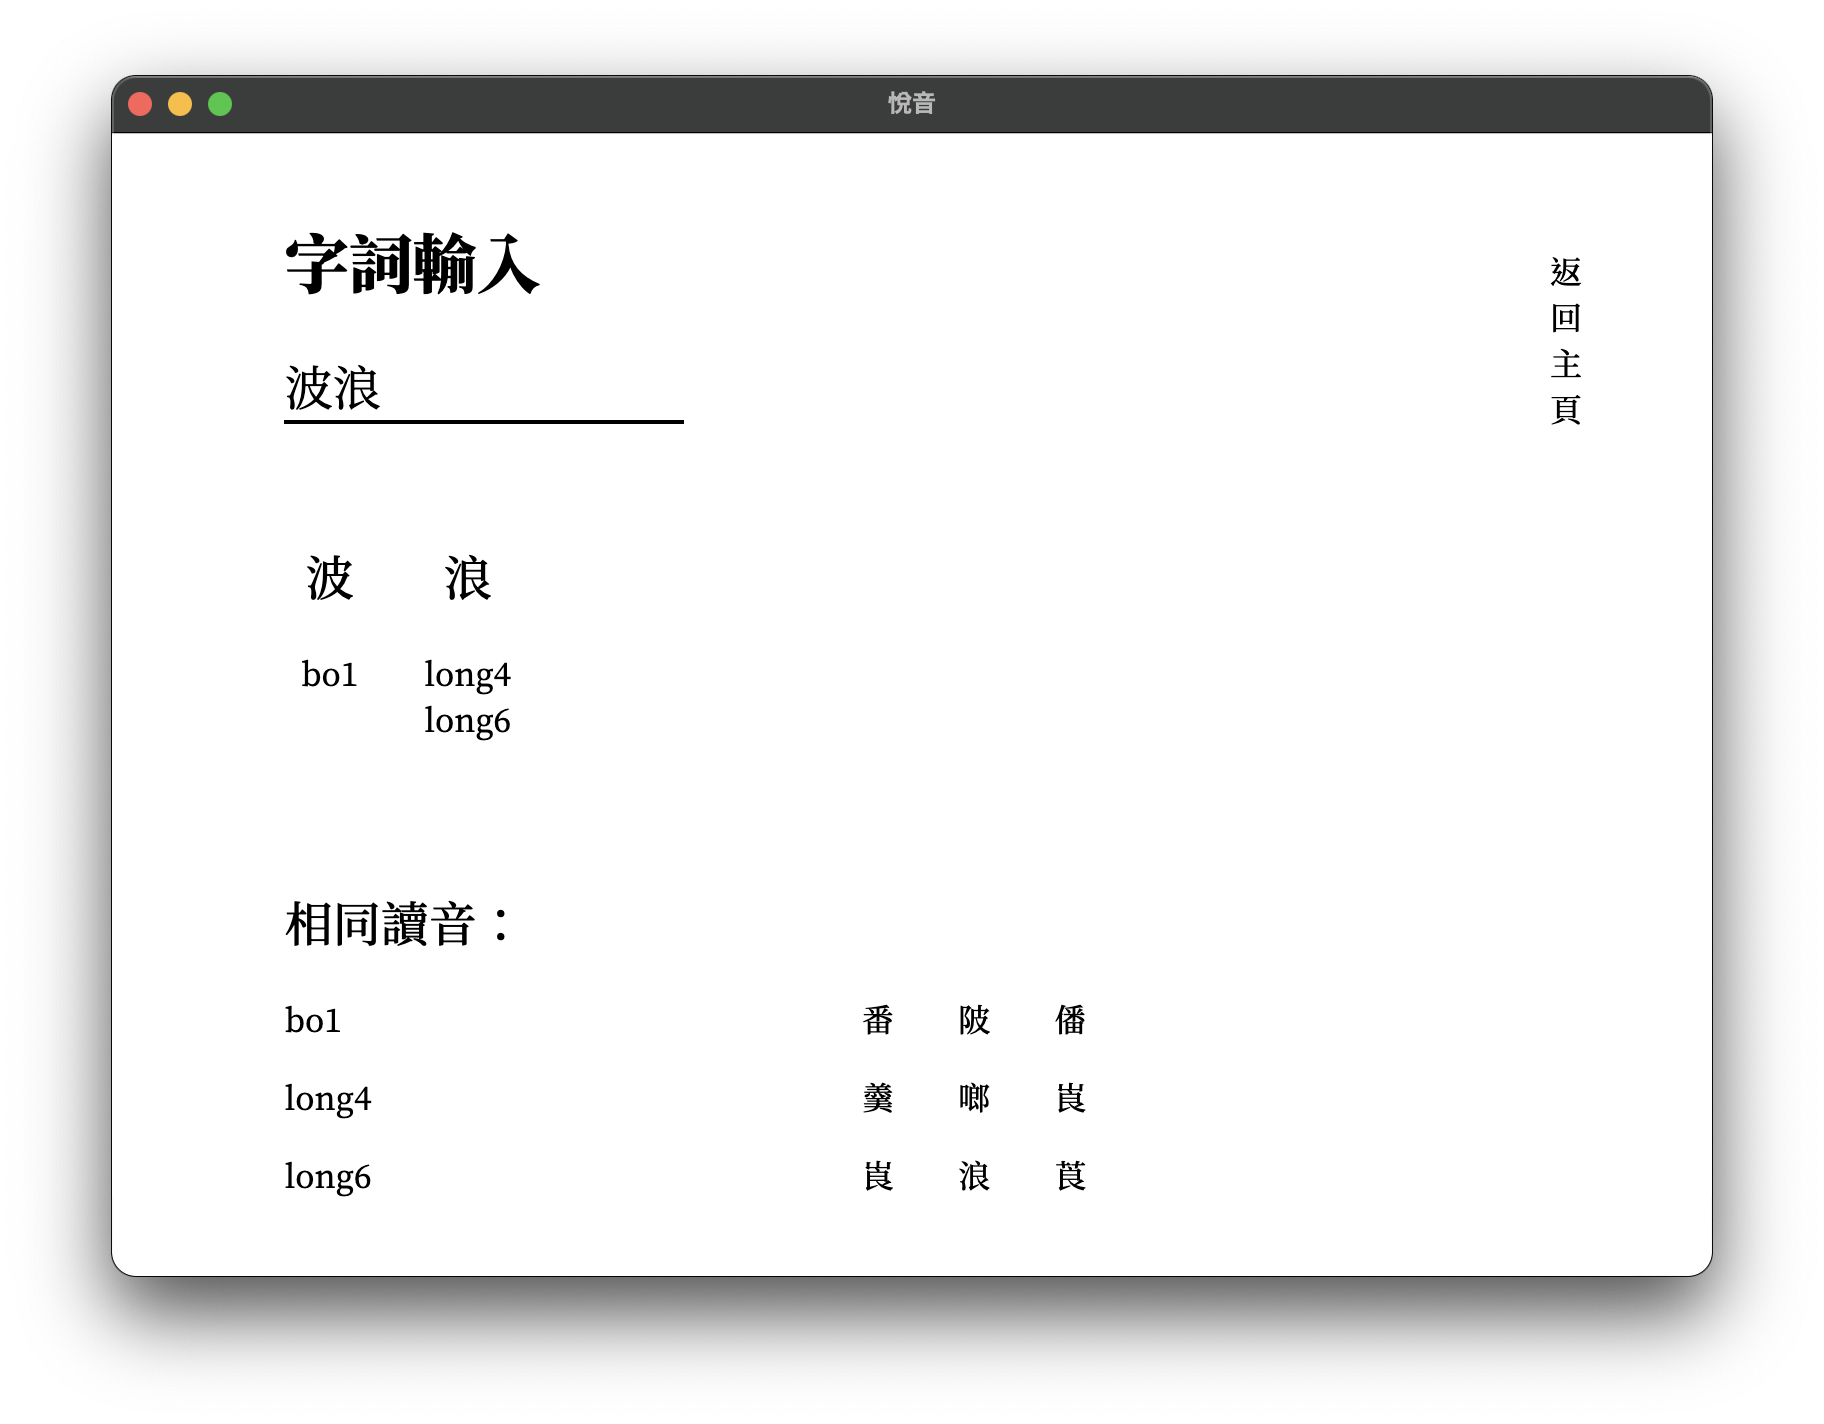 悅音
字詞輸入
返回主頁
波浪
波 浪
bo1 long4
long6
相同讀音：
bo1 番 陂 僠
long4 羹 啷 崀
long6 崀 浪 莨